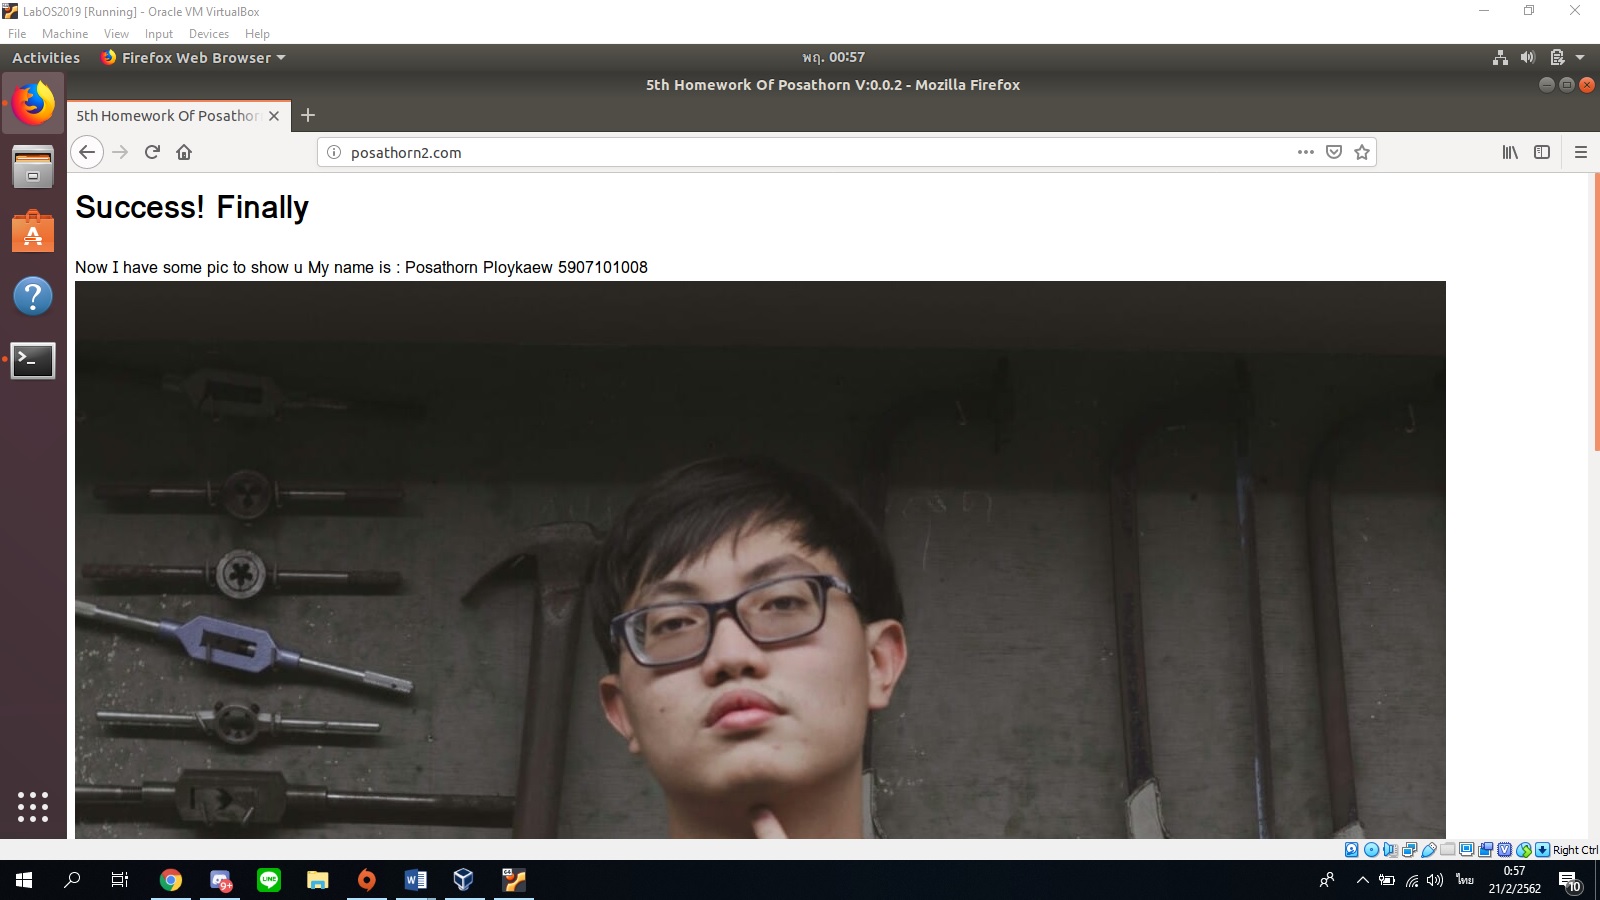 LabOS2019 [Running] - Oracle VM VirtualBox
File Machine View Input Devices Help
Activities Firefox Web Browser พฤ. 00:57
5th Homework Of Posathorn V:0.0.2 - Mozilla Firefox
5th Homework Of Posathor
posathorn2.com
Success! Finally
Now I have some pic to show u My name is : Posathorn Ploykaew 5907101008
Right Ctrl
9+
LINE
ไทย
0:57
21/2/2562
10